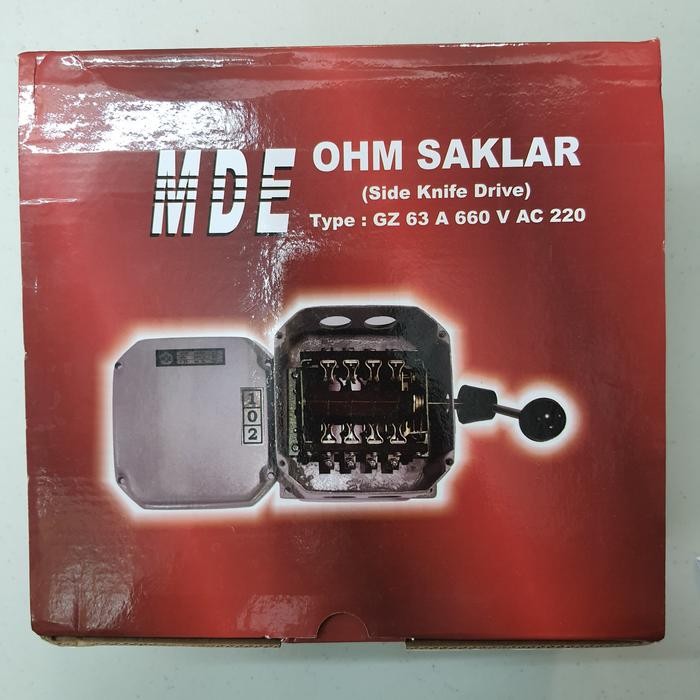 MDE
OHM SAKLAR
(Side Knife Drive)
Type : GZ 63 A 660 V AC 220
1
0
2